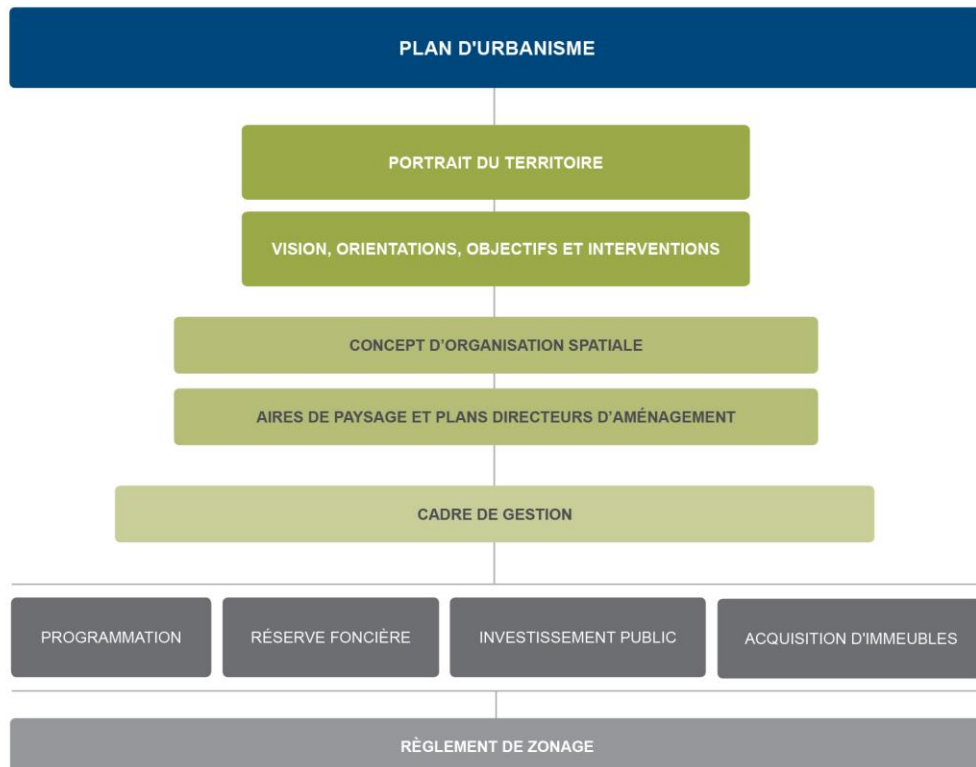 PLAN D'URBANISME
PORTRAIT DU TERRITOIRE
VISION, ORIENTATIONS, OBJECTIFS ET INTERVENTIONS
CONCEPT D’ORGANISATION SPATIALE
AIRES DE PAYSAGE ET PLANS DIRECTEURS D’AMÉNAGEMENT
CADRE DE GESTION
PROGRAMMATION
RÉSERVE FONCIÈRE
INVESTISSEMENT PUBLIC
ACQUISITION D'IMMEUBLES
RÈGLEMENT DE ZONAGE